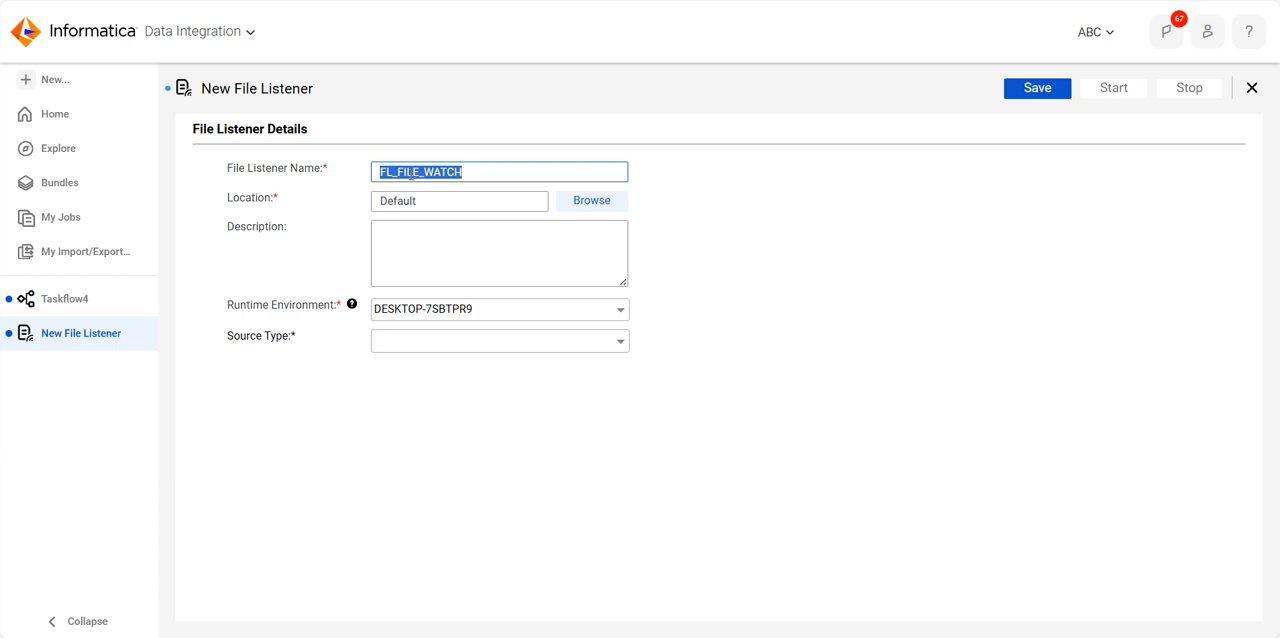 Informatica Data Integration
ABC
67
?
New...
Home
Explore
Bundles
My Jobs
My Import/Export...
Taskflow4
New File Listener
Collapse
New File Listener
Save
Start
Stop
File Listener Details
File Listener Name:*
FL_FILE_WATCH
Location:*
Default
Browse
Description:
Runtime Environment:* ?
DESKTOP-7SBTPR9
Source Type:*